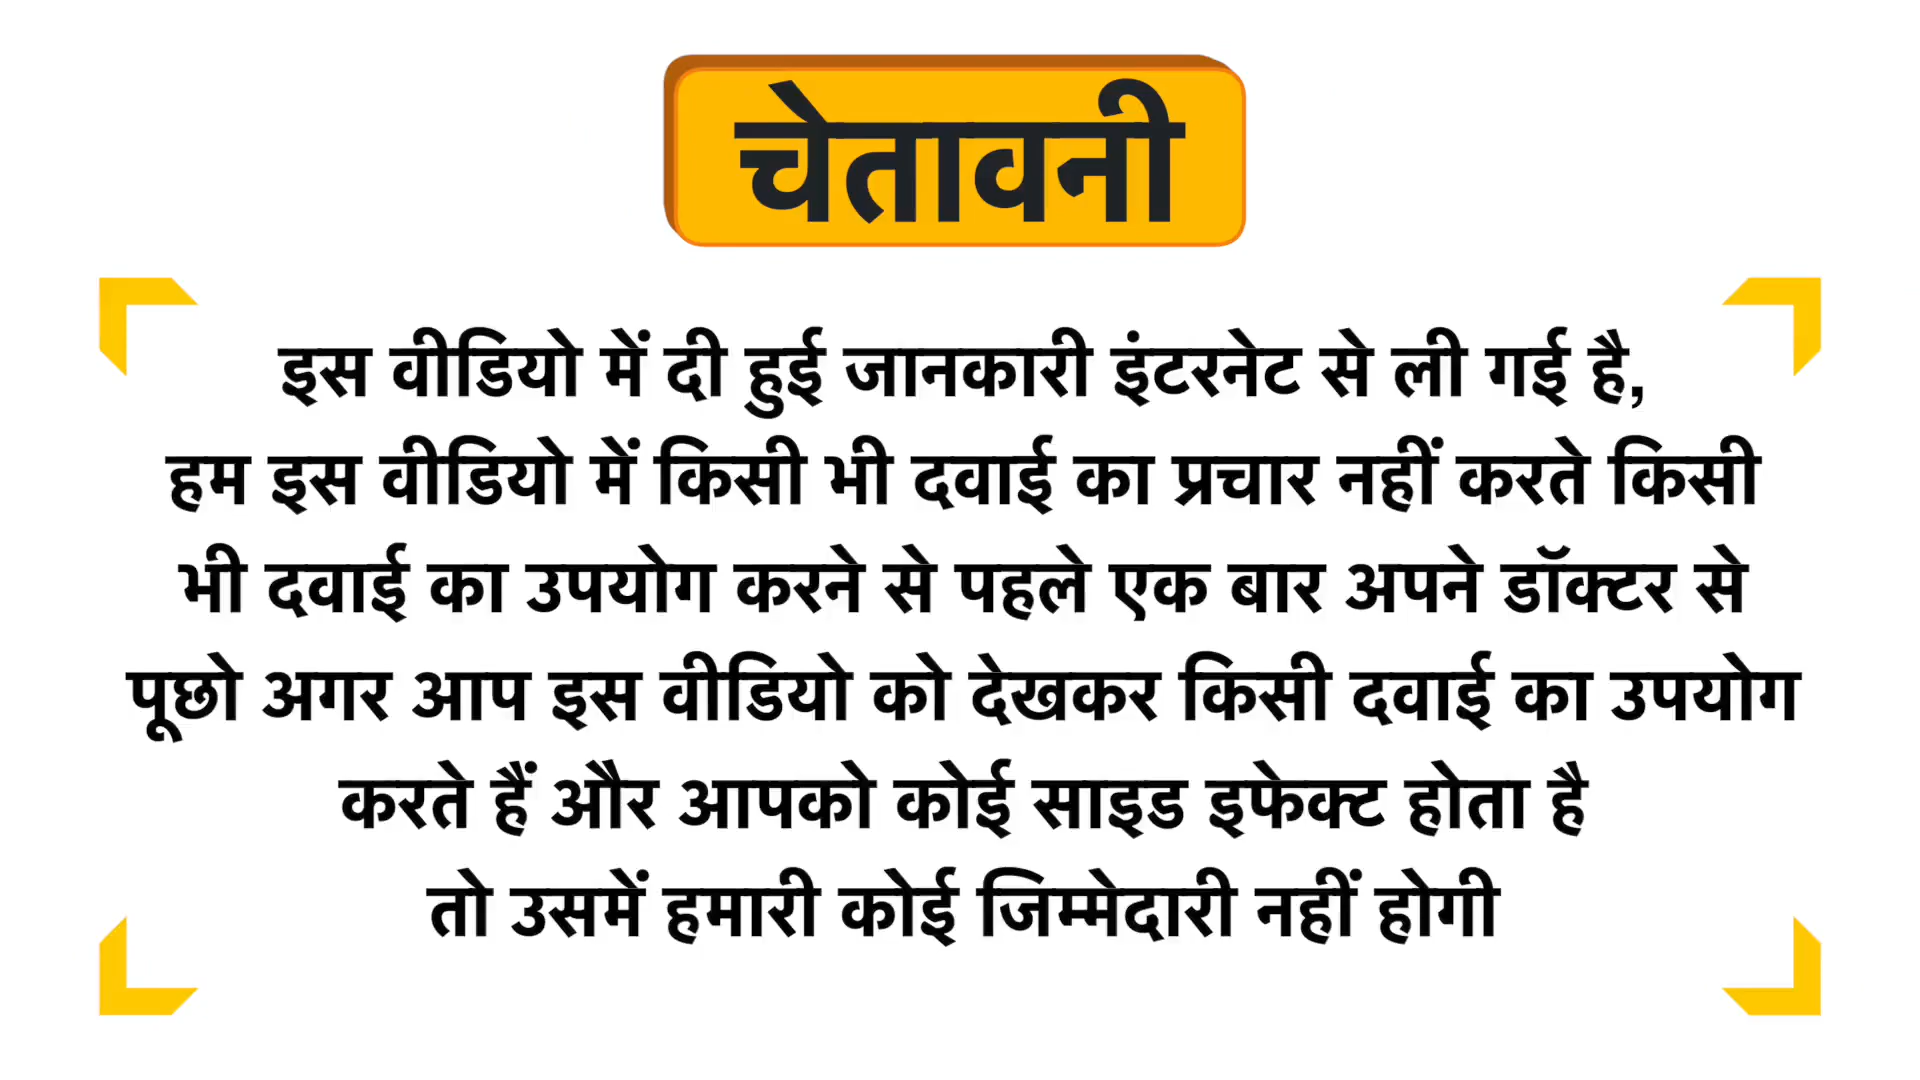 चेतावनी
इस वीडियो में दी हुई जानकारी इंटरनेट से ली गई है,
हम इस वीडियो में किसी भी दवाई का प्रचार नहीं करते किसी
भी दवाई का उपयोग करने से पहले एक बार अपने डॉक्टर से
पूछो अगर आप इस वीडियो को देखकर किसी दवाई का उपयोग
करते हैं और आपको कोई साइड इफेक्ट होता है
तो उसमें हमारी कोई जिम्मेदारी नहीं होगी